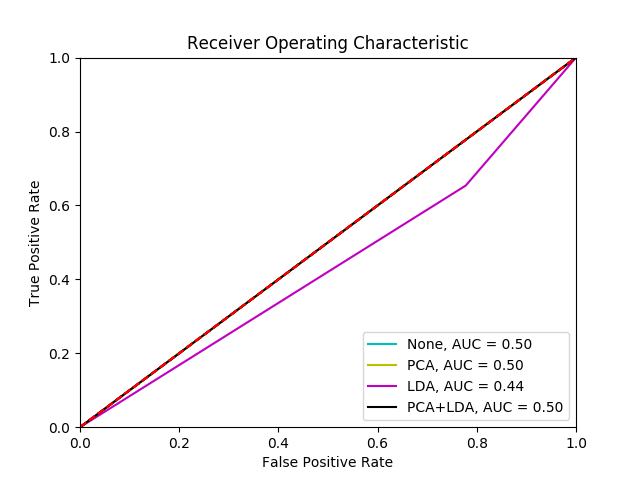 Receiver Operating Characteristic
1.0
0.8
0.6
0.4
0.2
0.0
True Positive Rate
None, AUC = 0.50
PCA, AUC = 0.50
LDA, AUC = 0.44
PCA+LDA, AUC = 0.50
0.0 0.2 0.4 0.6 0.8 1.0
False Positive Rate